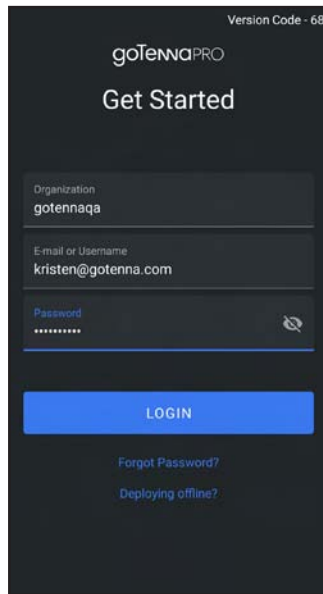 Version Code - 68
goTennaPRO
Get Started
Organization
gotennaqa
E-mail or Username
kristen@gotenna.com
Password
••••••••••
LOGIN
Forgot Password?
Deploying offline?